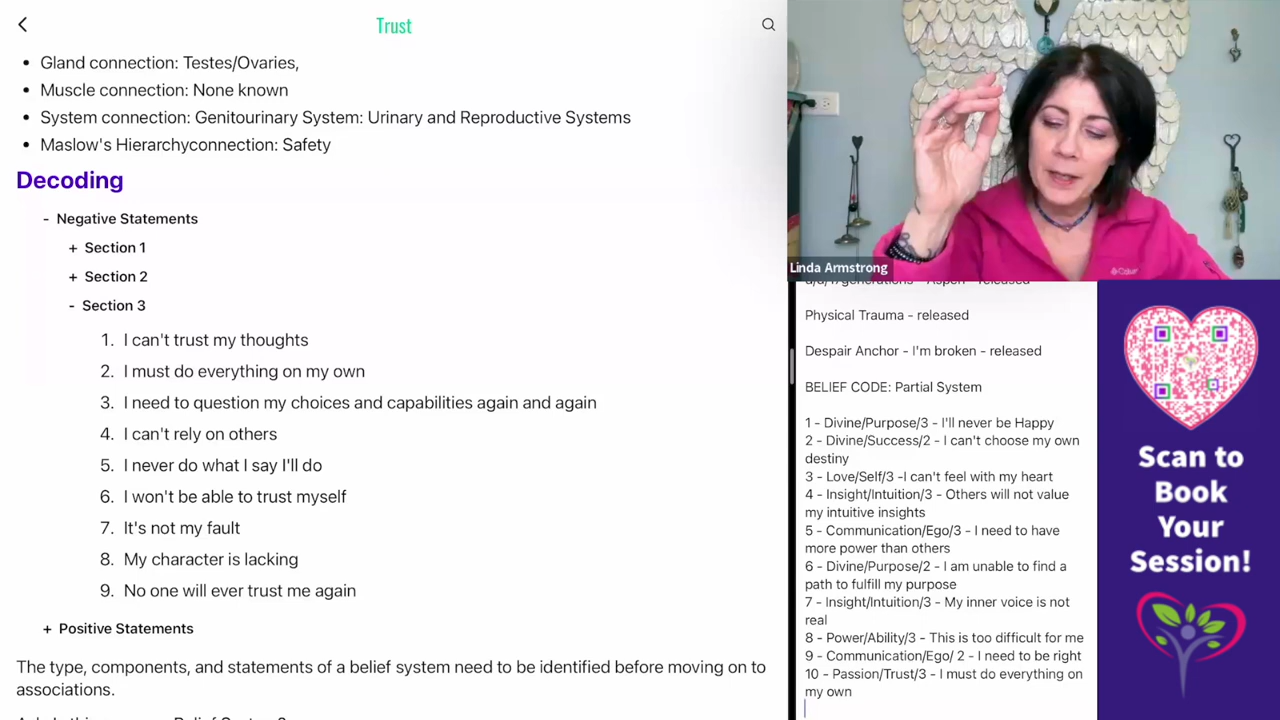 Trust
• Gland connection: Testes/Ovaries,
• Muscle connection: None known
• System connection: Genitourinary System: Urinary and Reproductive Systems
• Maslow's Hierarchyconnection: Safety
Decoding
- Negative Statements
+ Section 1
+ Section 2
- Section 3
1. I can't trust my thoughts
2. I must do everything on my own
3. I need to question my choices and capabilities again and again
4. I can't rely on others
5. I never do what I say I'll do
6. I won't be able to trust myself
7. It's not my fault
8. My character is lacking
9. No one will ever trust me again
+ Positive Statements
The type, components, and statements of a belief system need to be identified before moving on to
associations.
Linda Armstrong
Physical Trauma - released
Despair Anchor - I'm broken - released
BELIEF CODE: Partial System
1 - Divine/Purpose/3 - I'll never be Happy
2 - Divine/Success/2 - I can't choose my own
destiny
3 - Love/Self/3 -I can't feel with my heart
4 - Insight/Intuition/3 - Others will not value
my intuitive insights
5 - Communication/Ego/3 - I need to have
more power than others
6 - Divine/Purpose/2 - I am unable to find a
path to fulfill my purpose
7 - Insight/Intuition/3 - My inner voice is not
real
8 - Power/Ability/3 - This is too difficult for me
9 - Communication/Ego/ 2 - I need to be right
10 - Passion/Trust/3 - I must do everything on
my own
Scan to
Book
Your
Session!